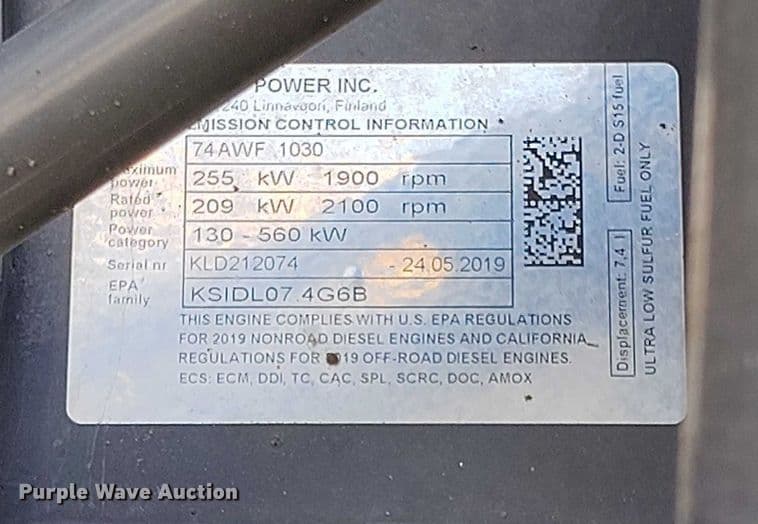 POWER INC.
240 Linnavuori, Finland
EMISSION CONTROL INFORMATION
74AWF 1030
Maximum power 255 kW 1900 rpm
Rated power 209 kW 2100 rpm
Power category 130 - 560 kW
Serial nr KLD212074 - 24.05.2019
EPA family KSIDL07.4G6B
THIS ENGINE COMPLIES WITH U.S. EPA REGULATIONS
FOR 2019 NONROAD DIESEL ENGINES AND CALIFORNIA
REGULATIONS FOR 2019 OFF-ROAD DIESEL ENGINES.
ECS: ECM, DDI, TC, CAC, SPL, SCRC, DOC, AMOX
Displacement: 7,4 l Fuel: 2-D S15 fuel
ULTRA LOW SULFUR FUEL ONLY
Purple Wave Auction